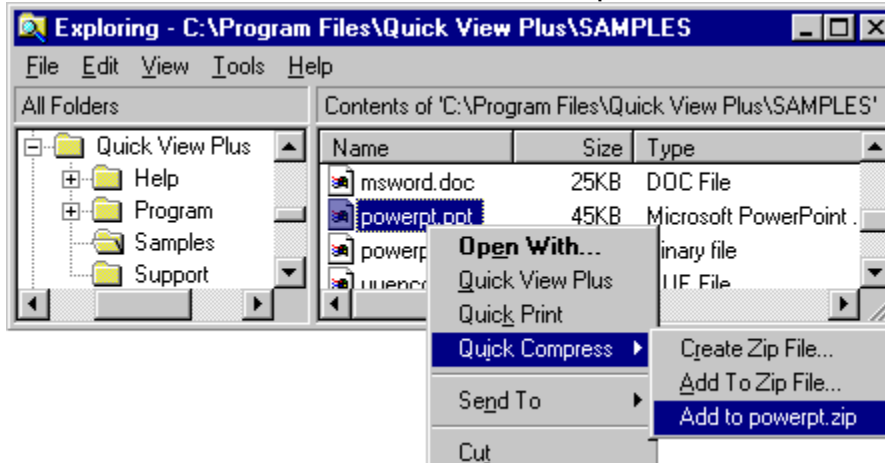 Exploring - C:\Program Files\Quick View Plus\SAMPLES
File Edit View Tools Help
All Folders
Contents of 'C:\Program Files\Quick View Plus\SAMPLES'
Quick View Plus
Help
Program
Samples
Support
Name Size Type
msword.doc 25KB DOC File
powerpt.ppt 45KB Microsoft PowerPoint .
File
Open With...
Quick View Plus
Quick Print
Quick Compress
Send To
Cut
Create Zip File...
Add To Zip File...
Add to powerpt.zip